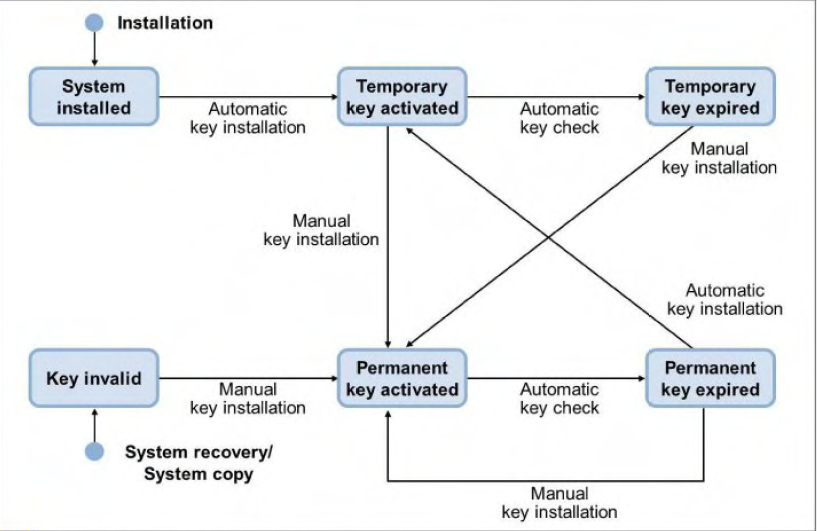 Installation
System
installed
Automatic
key installation
Temporary
key activated
Automatic
key check
Temporary
key expired
Manual
key installation
Manual
key installation
Automatic
key installation
Key invalid
Manual
key installation
Permanent
key activated
Automatic
key check
Permanent
key expired
System recovery/
System copy
Manual
key installation